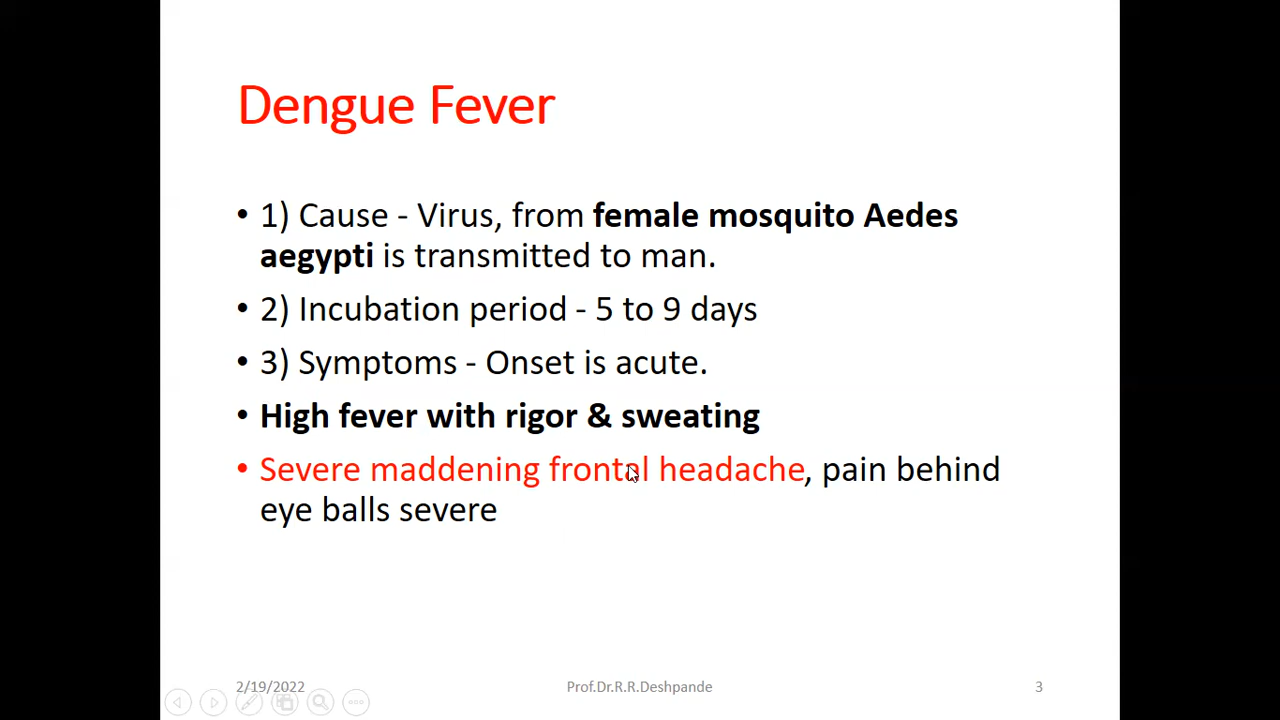 Dengue Fever
• 1) Cause - Virus, from female mosquito Aedes
aegypti is transmitted to man.
• 2) Incubation period - 5 to 9 days
• 3) Symptoms - Onset is acute.
• High fever with rigor & sweating
• Severe maddening frontal headache, pain behind
eye balls severe
2/19/2022 Prof.Dr.R.R.Deshpande 3